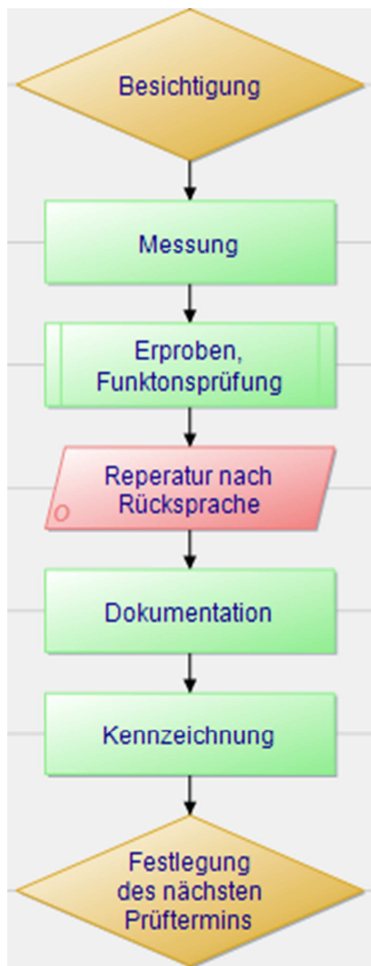 Besichtigung
Messung
Erproben,
Funktonsprüfung
Reperatur nach
Rücksprache
Dokumentation
Kennzeichnung
Festlegung
des nächsten
Prüftermins